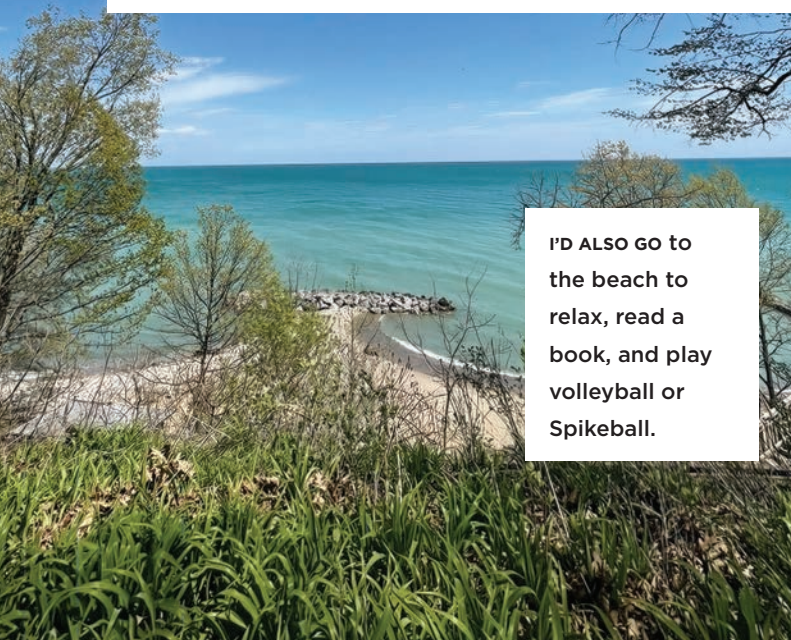 I'D ALSO GO to
the beach to
relax, read a
book, and play
volleyball or
Spikeball.